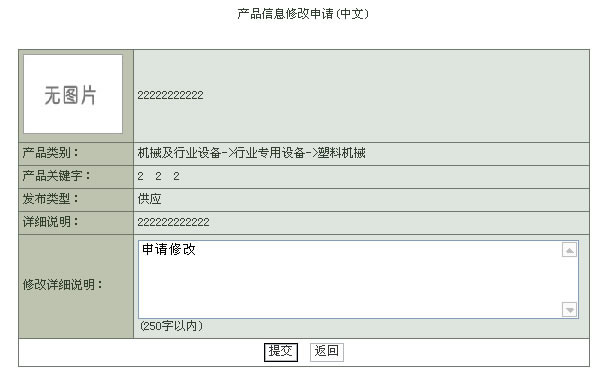 产品信息修改申请(中文)
无图片
22222222222
产品类别： 机械及行业设备->行业专用设备->塑料机械
产品关键字： 2 2 2
发布类型： 供应
详细说明： 222222222222
修改详细说明： 申请修改
(250字以内)
提交 返回